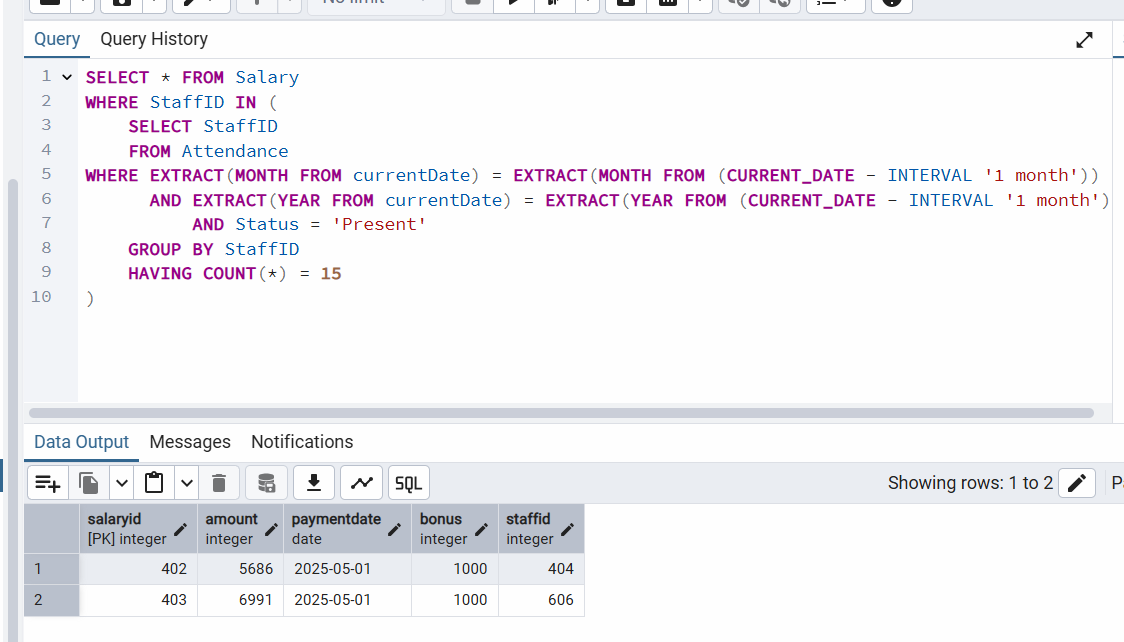 No limit
Query Query History
1 SELECT * FROM Salary
2 WHERE StaffID IN (
3 SELECT StaffID
4 FROM Attendance
5 WHERE EXTRACT(MONTH FROM currentDate) = EXTRACT(MONTH FROM (CURRENT_DATE - INTERVAL '1 month'))
6 AND EXTRACT(YEAR FROM currentDate) = EXTRACT(YEAR FROM (CURRENT_DATE - INTERVAL '1 month')
7 AND Status = 'Present'
8 GROUP BY StaffID
9 HAVING COUNT(*) = 15
10 )
Data Output Messages Notifications
SQL Showing rows: 1 to 2
salaryid amount paymentdate bonus staffid
[PK] integer integer date integer integer
1 402 5686 2025-05-01 1000 404
2 403 6991 2025-05-01 1000 606